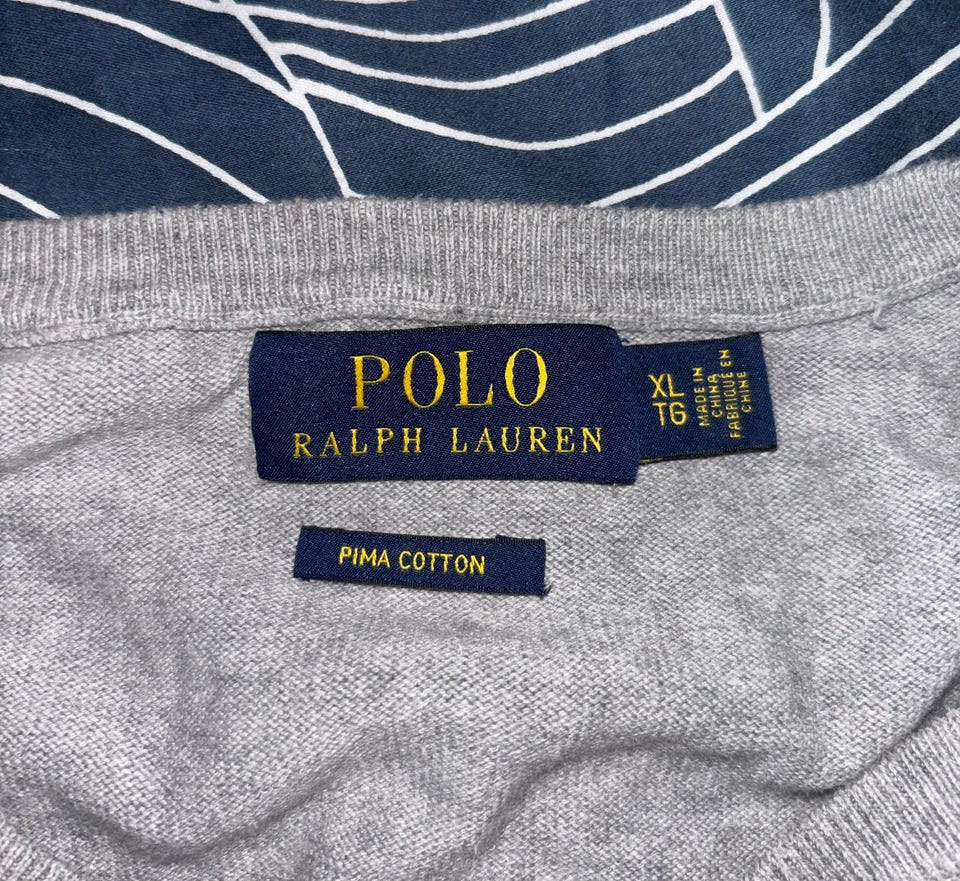 POLO
RALPH LAUREN
XL
TG
MADE IN
CHINA
FABRIQUÉ EN
CHINE
PIMA COTTON